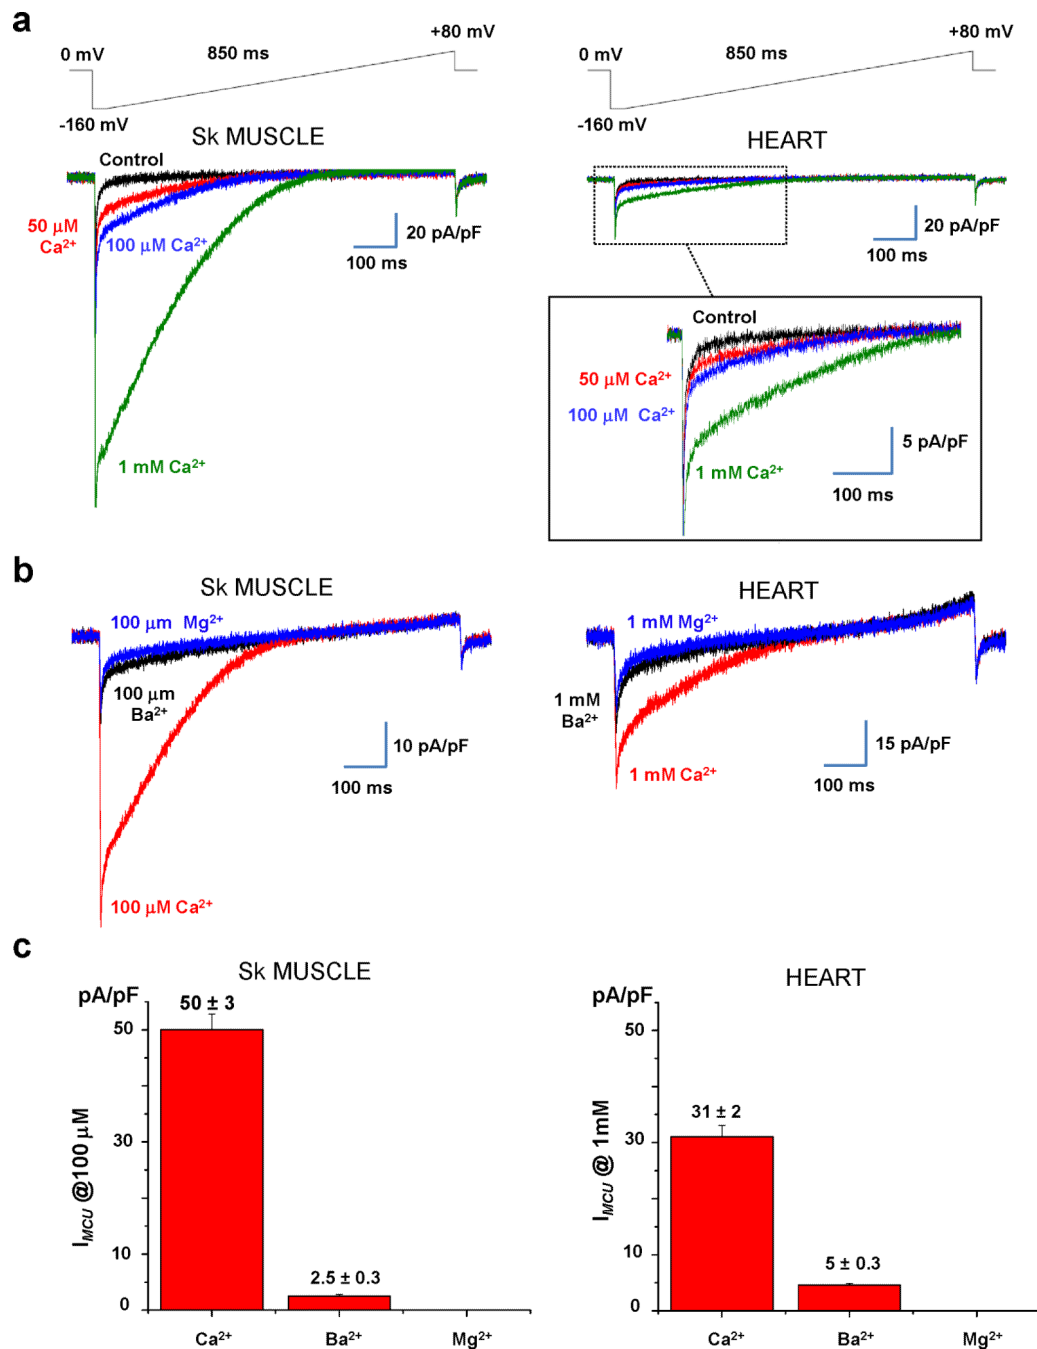 a
0 mV
850 ms
+80 mV
-160 mV
Sk MUSCLE
Control
50 µM
Ca²⁺
100 µM Ca²⁺
1 mM Ca²⁺
20 pA/pF
100 ms
0 mV
850 ms
+80 mV
-160 mV
HEART
20 pA/pF
100 ms
Control
50 µM Ca²⁺
100 µM Ca²⁺
1 mM Ca²⁺
5 pA/pF
100 ms
b
Sk MUSCLE
100 µm Mg²⁺
100 µm
Ba²⁺
100 µM Ca²⁺
10 pA/pF
100 ms
HEART
1 mM Mg²⁺
1 mM
Ba²⁺
1 mM Ca²⁺
15 pA/pF
100 ms
c
Sk MUSCLE
pA/pF
50 ± 3
50
30
10
0
I_MCU @100 µM
2.5 ± 0.3
Ca²⁺ Ba²⁺ Mg²⁺
HEART
pA/pF
50
31 ± 2
30
10
0
I_MCU @ 1mM
5 ± 0.3
Ca²⁺ Ba²⁺ Mg²⁺